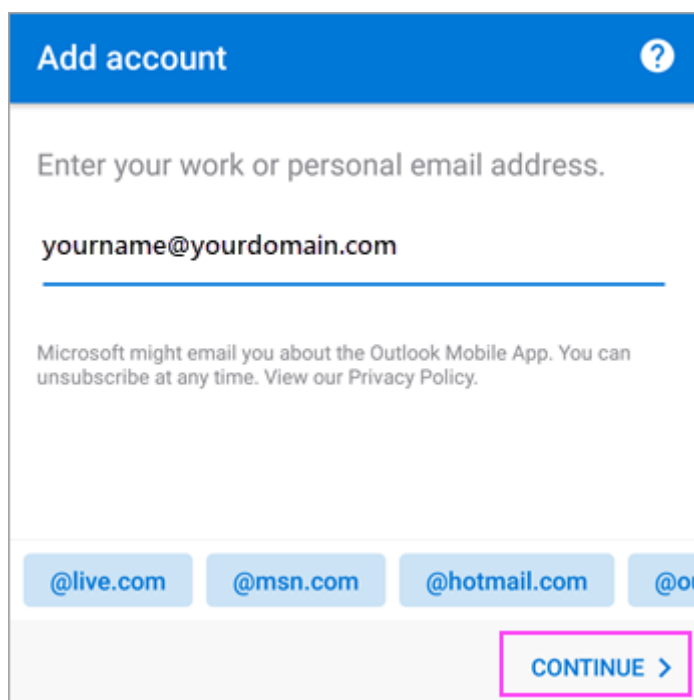 Add account
?
Enter your work or personal email address.
yourname@yourdomain.com
Microsoft might email you about the Outlook Mobile App. You can
unsubscribe at any time. View our Privacy Policy.
@live.com @msn.com @hotmail.com @ou
CONTINUE >